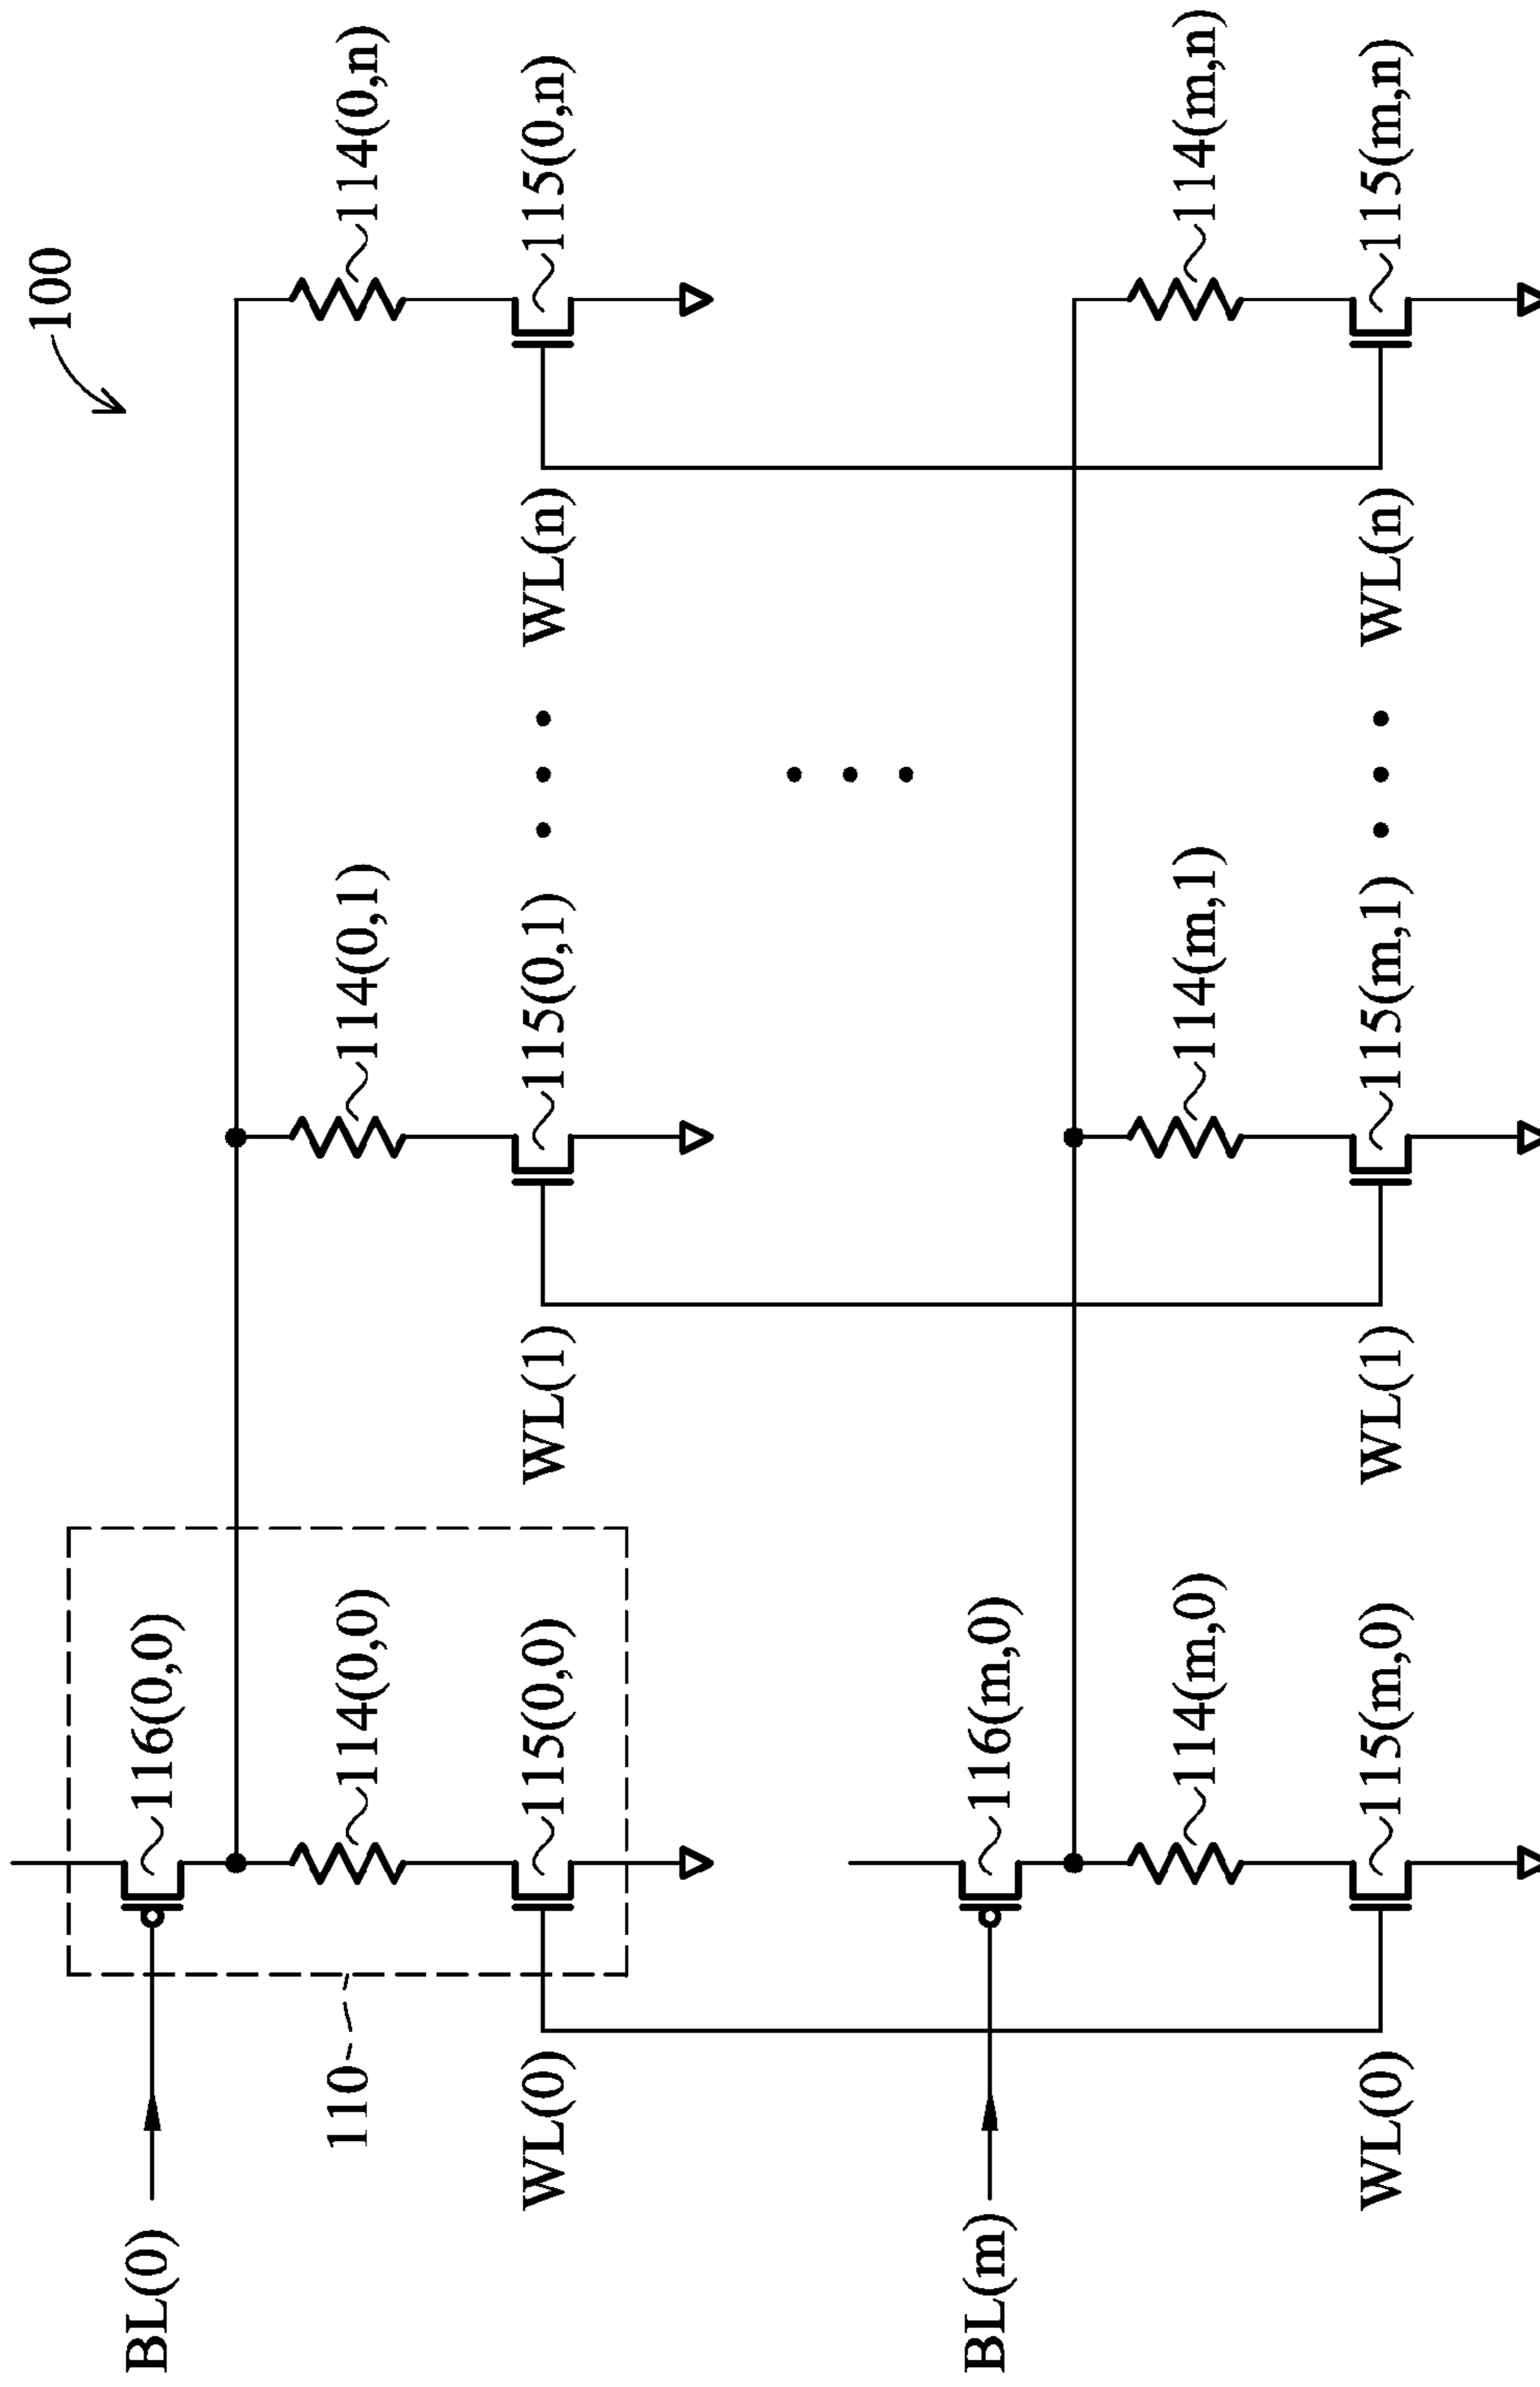 100
BL(0)
116(0,0)
110
114(0,0)
114(0,1)
114(0,n)
WL(0)
115(0,0)
WL(1)
115(0,1)
WL(n)
115(0,n)
BL(m)
116(m,0)
114(m,0)
114(m,1)
114(m,n)
WL(0)
115(m,0)
WL(1)
115(m,1)
WL(n)
115(m,n)